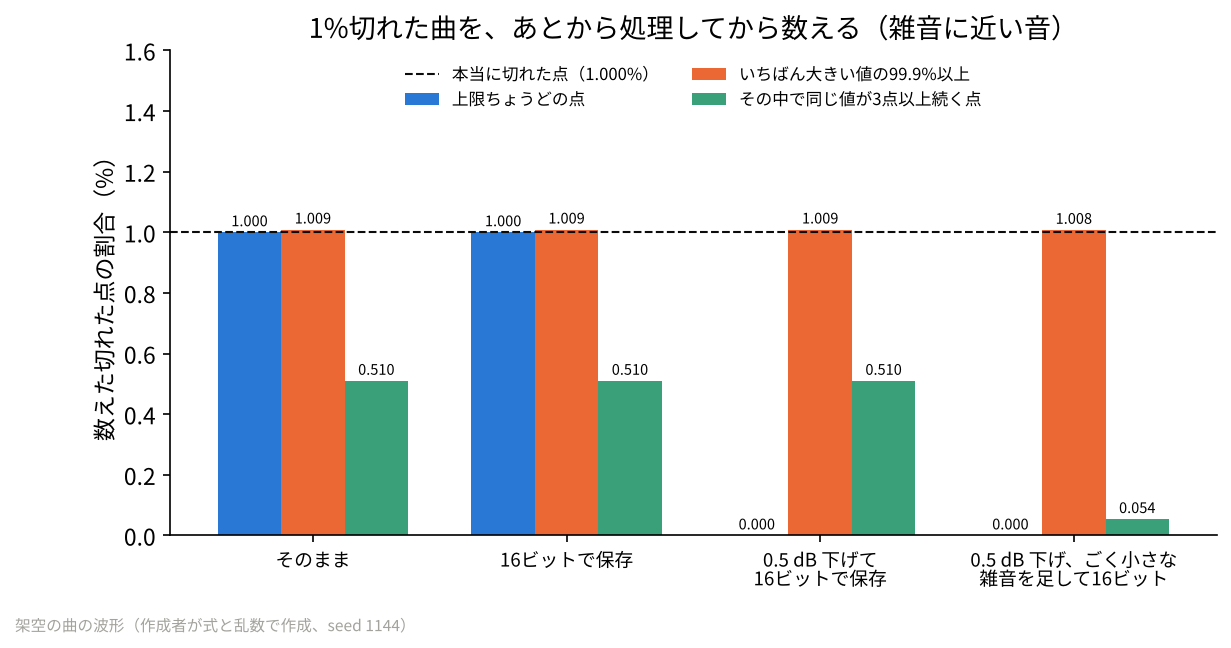 1%切れた曲を、あとから処理してから数える（雑音に近い音）
本当に切れた点（1.000%）
上限ちょうどの点
いちばん大きい値の99.9%以上
その中で同じ値が3点以上続く点
数えた切れた点の割合（%）
1.6
1.4
1.2
1.0
0.8
0.6
0.4
0.2
0.0
1.000
1.009
0.510
1.000
1.009
0.510
0.000
1.009
0.510
0.000
1.008
0.054
そのまま
16ビットで保存
0.5 dB 下げて
16ビットで保存
0.5 dB 下げ、ごく小さな
雑音を足して16ビット
架空の曲の波形（作成者が式と乱数で作成、seed 1144）